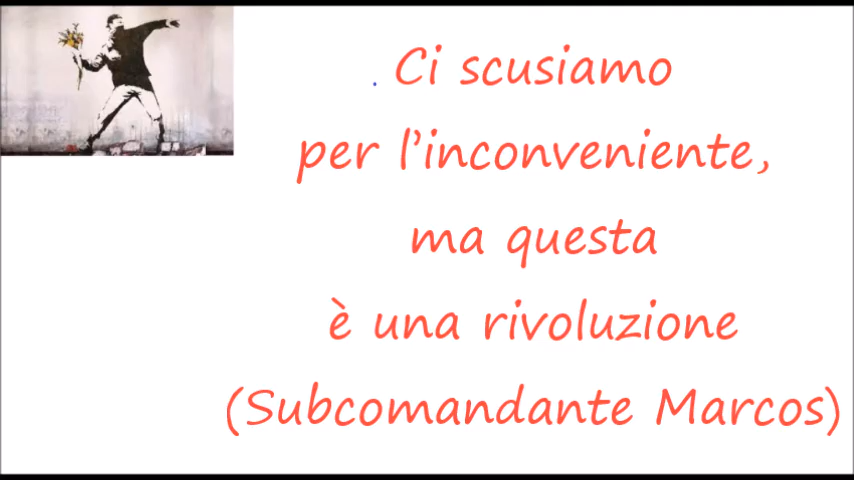 Ci scusiamo
per l'inconveniente,
ma questa
è una rivoluzione
(Subcomandante Marcos)